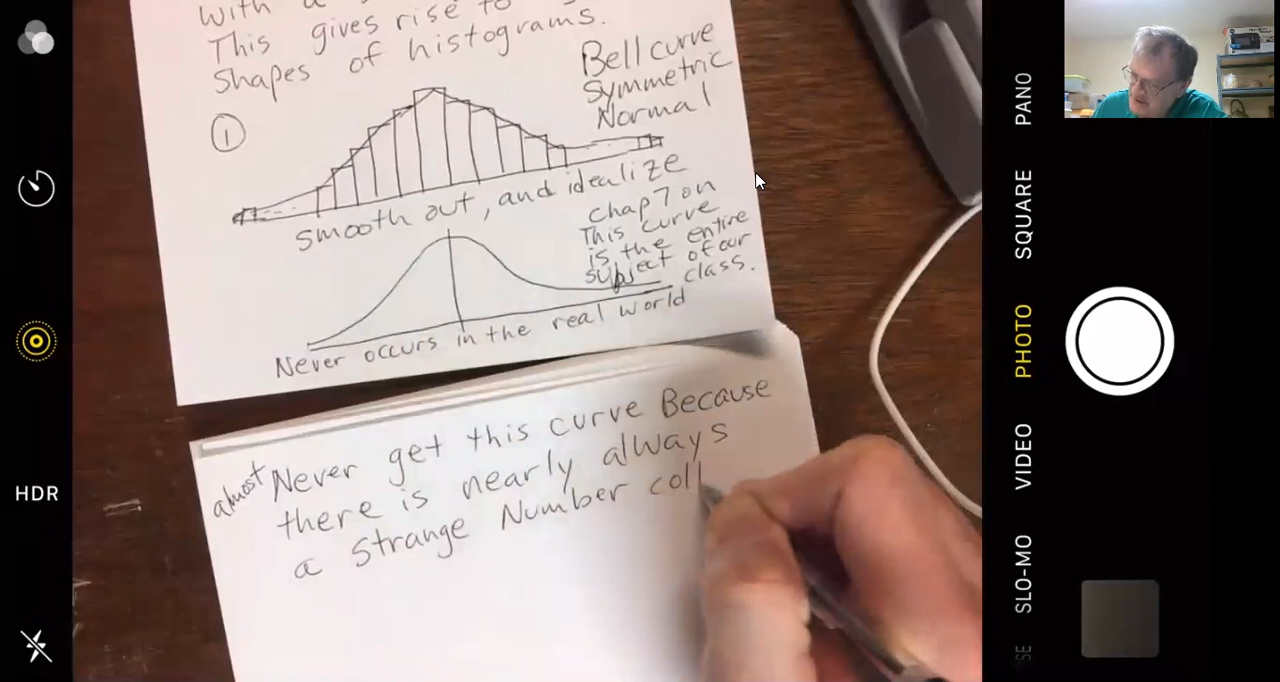 with a
This gives rise to
Shapes of histograms.
Bell curve
Symmetric
Normal
1
Smooth out, and idealize
Chap 7 on
This curve
is the entire
subject of our
class.
Never occurs in the real world
almost Never get this curve Because
there is nearly always
a Strange Number coll
HDR
PANO
SQUARE
PHOTO
VIDEO
SLO-MO
SE